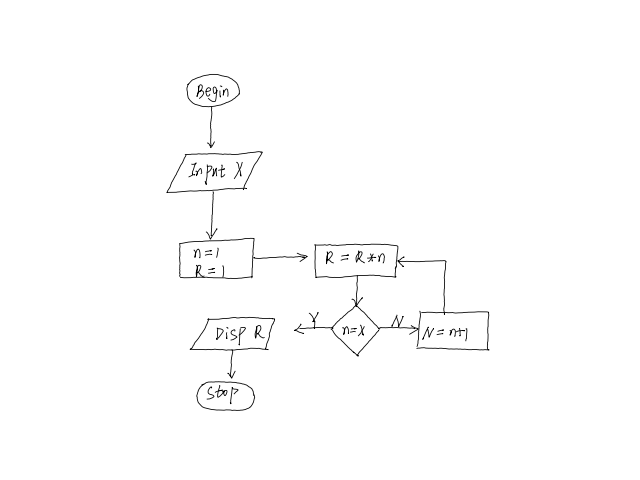 Begin
Input X
n=1
R=1
R=R*n
n=X
Y
N
N=n+1
Disp R
Stop